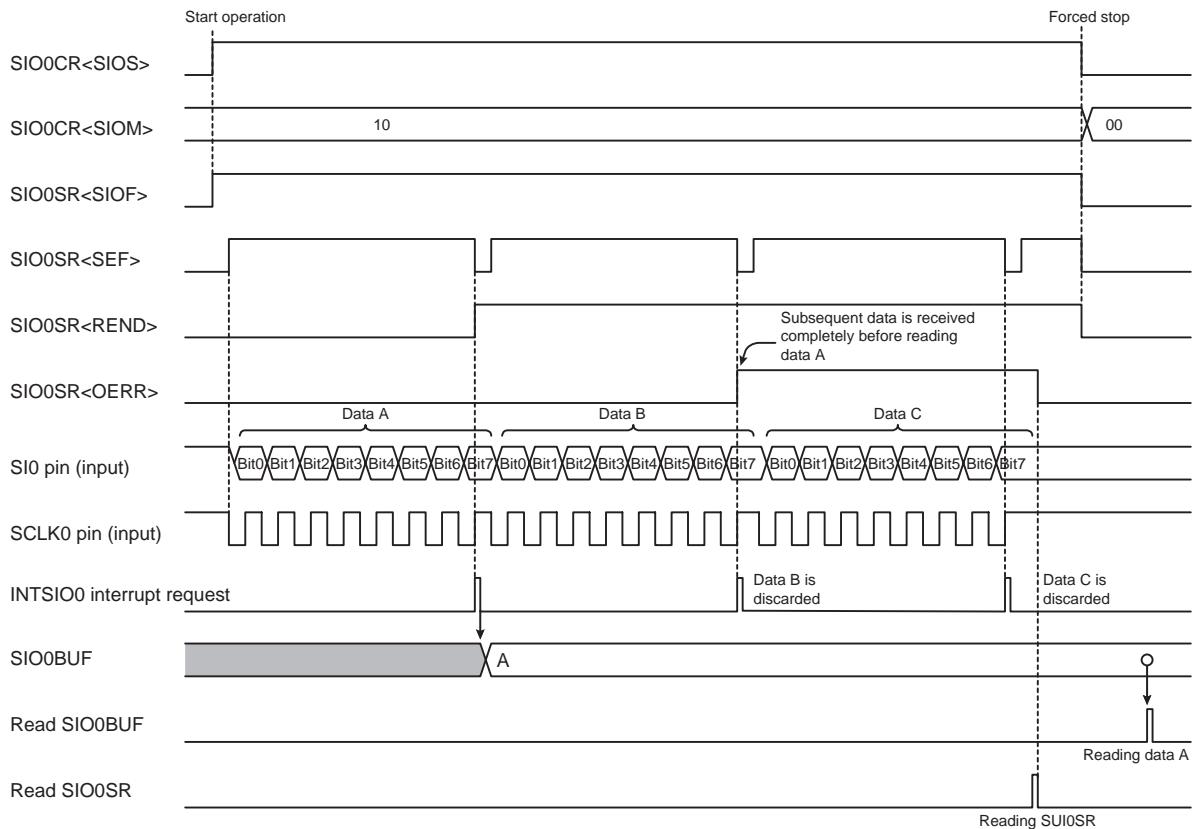 Start operation
Forced stop
SIO0CR<SIOS>
SIO0CR<SIOM>
10
00
SIO0SR<SIOF>
SIO0SR<SEF>
SIO0SR<REND>
Subsequent data is received
completely before reading
data A
SIO0SR<OERR>
Data A
Data B
Data C
SI0 pin (input)
Bit0 Bit1 Bit2 Bit3 Bit4 Bit5 Bit6 Bit7 Bit0 Bit1 Bit2 Bit3 Bit4 Bit5 Bit6 Bit7 Bit0 Bit1 Bit2 Bit3 Bit4 Bit5 Bit6 Bit7
SCLK0 pin (input)
INTSIO0 interrupt request
Data B is
discarded
Data C is
discarded
SIO0BUF
A
Read SIO0BUF
Reading data A
Read SIO0SR
Reading SUI0SR